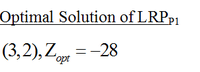 Optimal Solution of LRP_P1
(3,2), Z_opt = −28